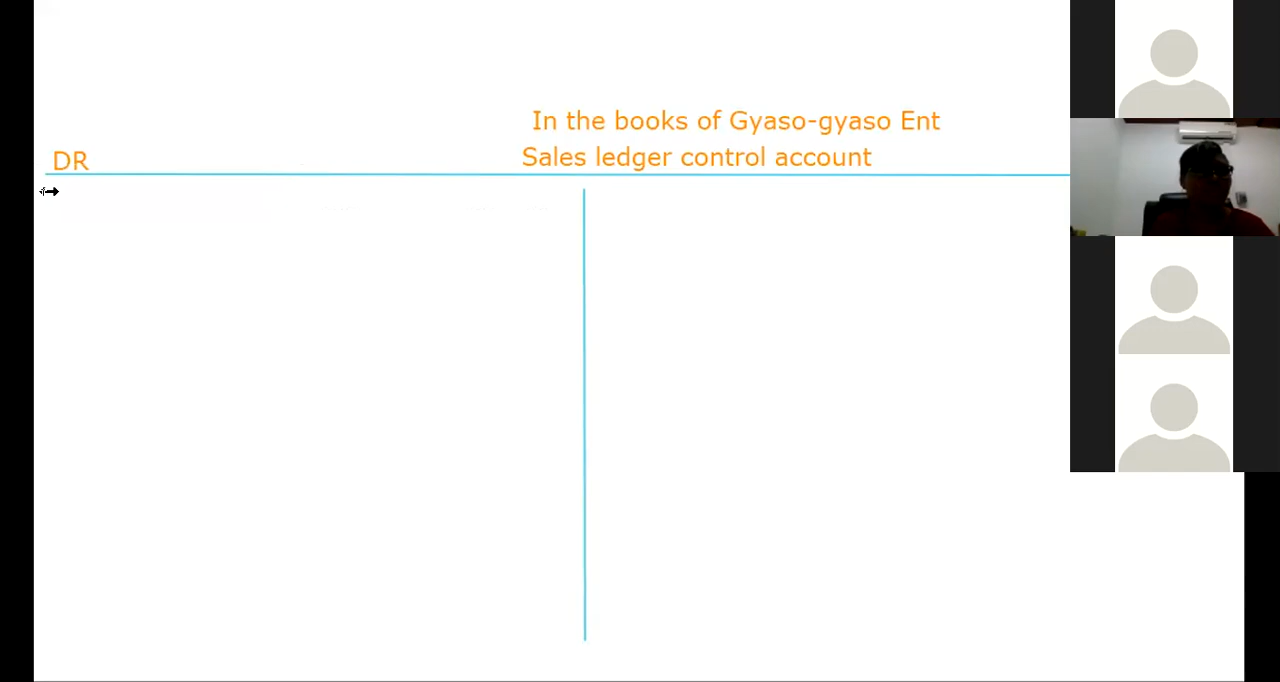 In the books of Gyaso-gyaso Ent
Sales ledger control account
DR